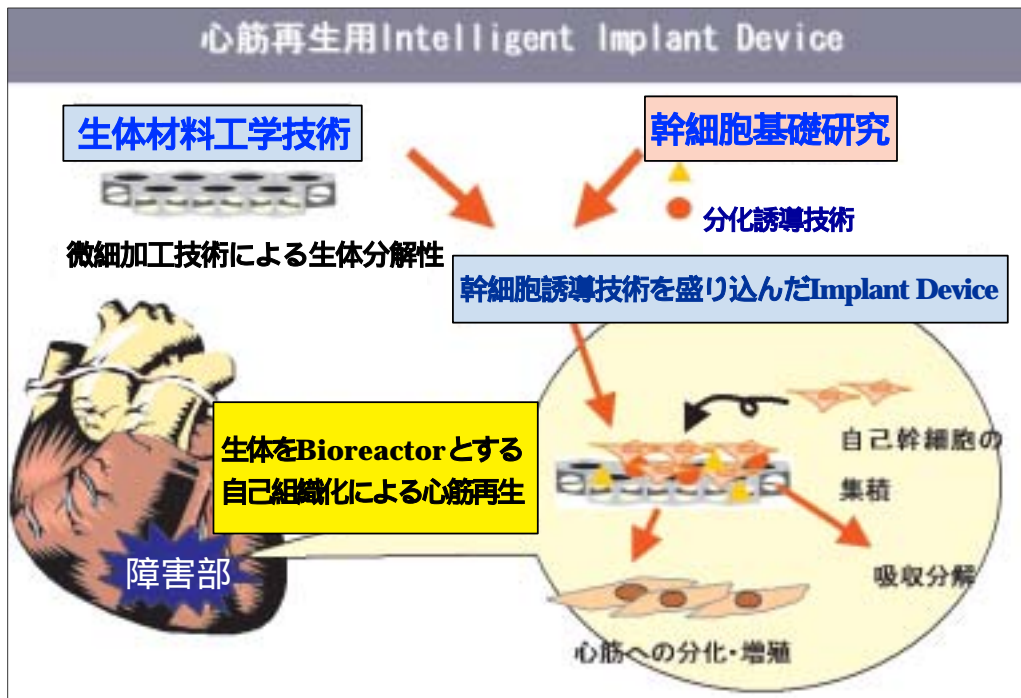 心筋再生用Intelligent Implant Device
生体材料工学技術
幹細胞基礎研究
分化誘導技術
微細加工技術による生体分解性
幹細胞誘導技術を盛り込んだImplant Device
生体をBioreactorとする
自己組織化による心筋再生
自己幹細胞の
集積
障害部
吸収分解
心筋への分化・増殖